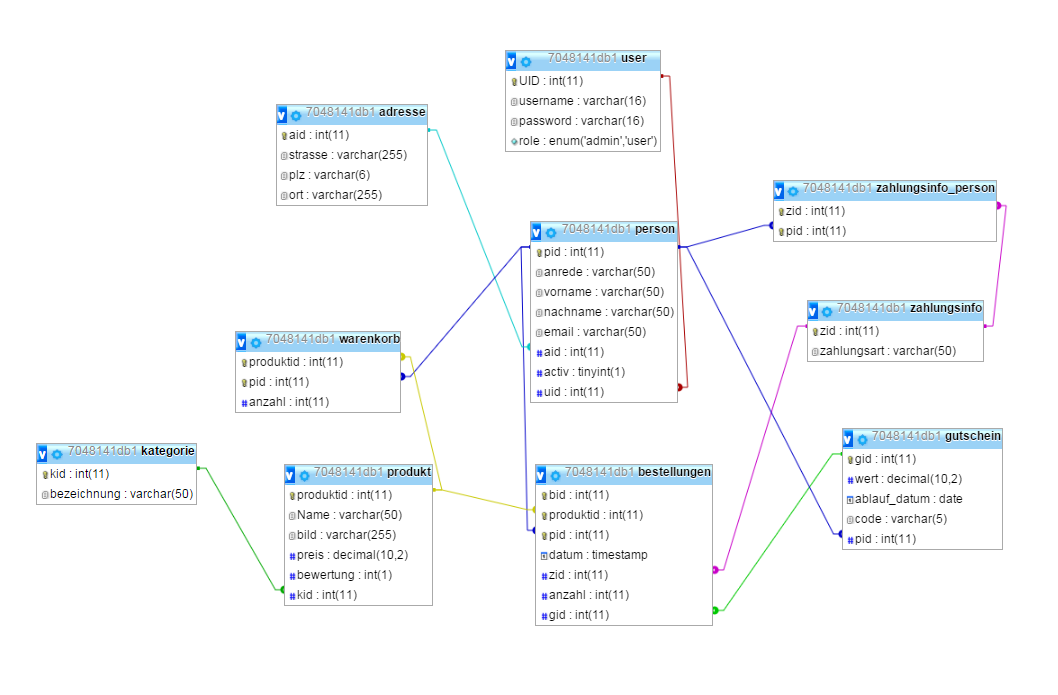 7048141db1 user
UID : int(11)
username : varchar(16)
password : varchar(16)
role : enum('admin','user')
7048141db1 adresse
aid : int(11)
strasse : varchar(255)
plz : varchar(6)
ort : varchar(255)
7048141db1 zahlungsinfo_person
zid : int(11)
pid : int(11)
7048141db1 person
pid : int(11)
anrede : varchar(50)
vorname : varchar(50)
nachname : varchar(50)
email : varchar(50)
aid : int(11)
activ : tinyint(1)
uid : int(11)
7048141db1 zahlungsinfo
zid : int(11)
zahlungsart : varchar(50)
7048141db1 warenkorb
produktid : int(11)
pid : int(11)
anzahl : int(11)
7048141db1 kategorie
kid : int(11)
bezeichnung : varchar(50)
7048141db1 produkt
produktid : int(11)
Name : varchar(50)
bild : varchar(255)
preis : decimal(10,2)
bewertung : int(1)
kid : int(11)
7048141db1 bestellungen
bid : int(11)
produktid : int(11)
pid : int(11)
datum : timestamp
zid : int(11)
anzahl : int(11)
gid : int(11)
7048141db1 gutschein
gid : int(11)
wert : decimal(10,2)
ablauf_datum : date
code : varchar(5)
pid : int(11)